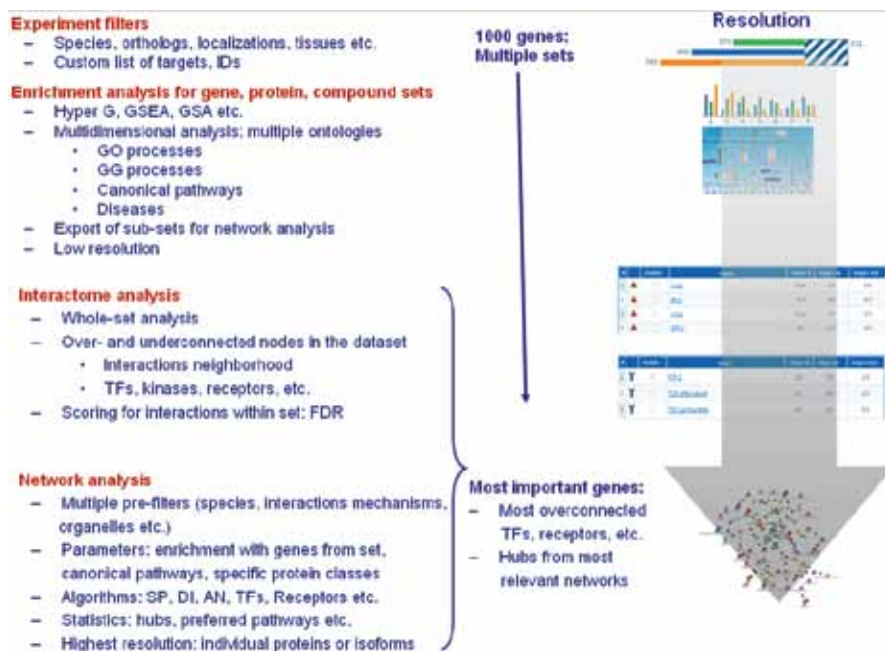 Experiment filters
– Species, orthologs, localizations, tissues etc.
– Custom list of targets, IDs
Enrichment analysis for gene, protein, compound sets
– Hyper G, GSEA, GSA etc.
– Multidimensional analysis; multiple ontologies
• GO processes
• GG processes
• Canonical pathways
• Diseases
– Export of sub-sets for network analysis
– Low resolution
Interactome analysis
– Whole-set analysis
– Over- and underconnected nodes in the dataset
• Interactions neighborhood
• TFs, kinases, receptors, etc.
– Scoring for interactions within set: FDR
Network analysis
– Multiple pre-filters (species, interactions mechanisms,
organelles etc.)
– Parameters: enrichment with genes from set,
canonical pathways, specific protein classes
– Algorithms: SP, DI, AN, TFs, Receptors etc.
– Statistics: hubs, preferred pathways etc.
– Highest resolution: individual proteins or isoforms
1000 genes:
Multiple sets
Most important genes:
– Most overconnected
TFs, receptors, etc.
– Hubs from most
relevant networks
Resolution